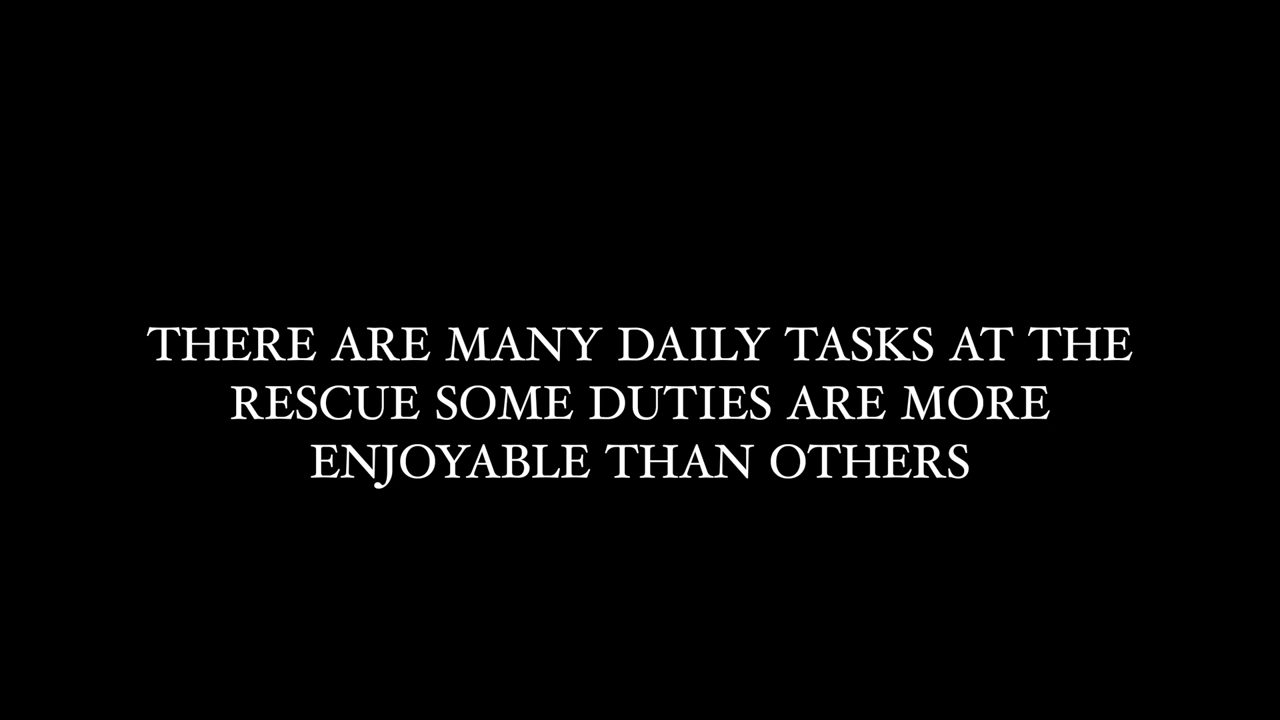 THERE ARE MANY DAILY TASKS AT THE
RESCUE SOME DUTIES ARE MORE
ENJOYABLE THAN OTHERS